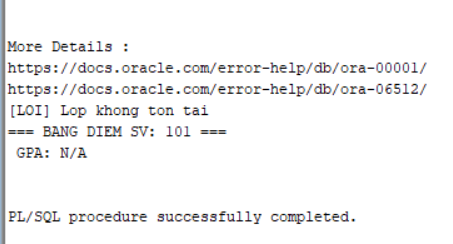 More Details :
https://docs.oracle.com/error-help/db/ora-00001/
https://docs.oracle.com/error-help/db/ora-06512/
[LOI] Lop khong ton tai
=== BANG DIEM SV: 101 ===
GPA: N/A
PL/SQL procedure successfully completed.